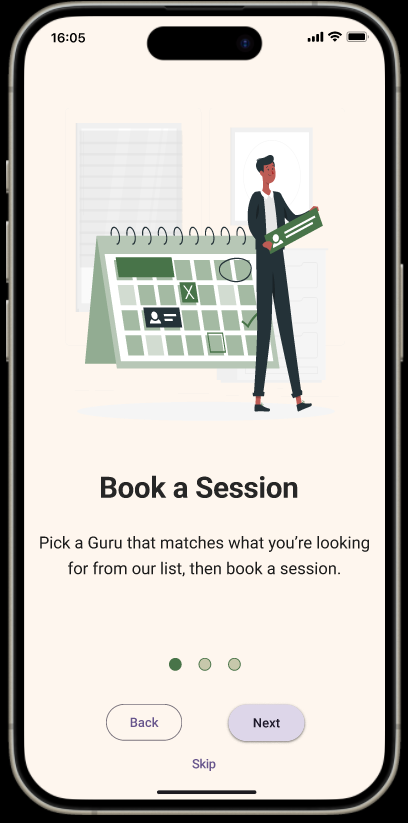 16:05
Book a Session
Pick a Guru that matches what you’re looking
for from our list, then book a session.
Back
Next
Skip